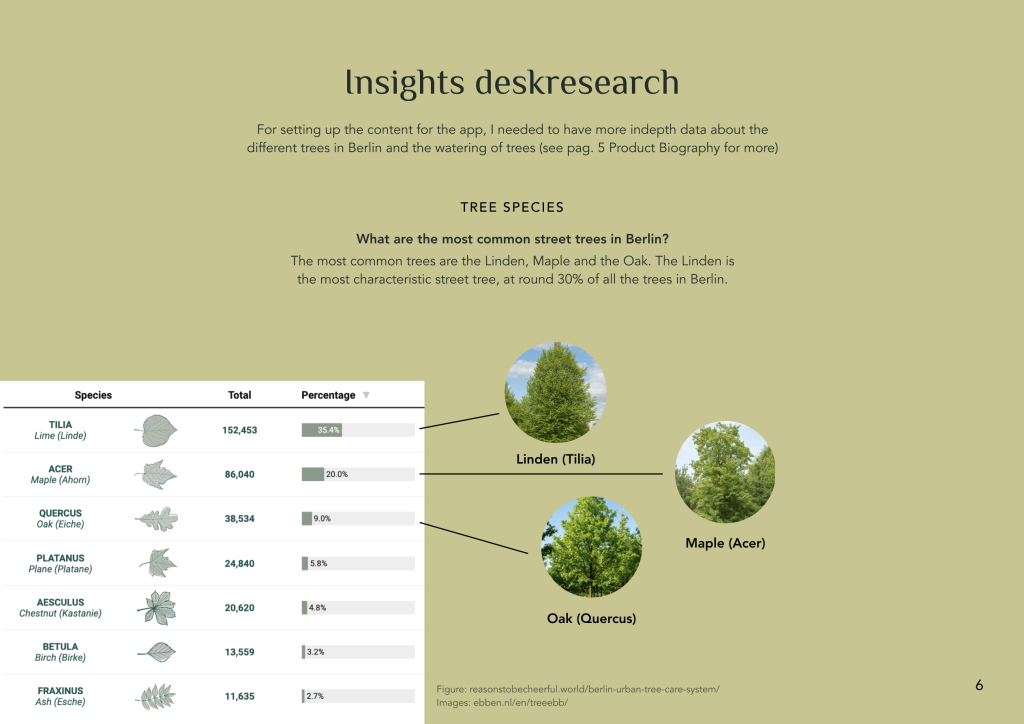 Insights deskresearch
For setting up the content for the app, I needed to have more indepth data about the
different trees in Berlin and the watering of trees (see pag. 5 Product Biography for more)
TREE SPECIES
What are the most common street trees in Berlin?
The most common trees are the Linden, Maple and the Oak. The Linden is
the most characteristic street tree, at round 30% of all the trees in Berlin.
Species Total Percentage ▼
TILIA
Lime (Linde)
152,453 35.4%
ACER
Maple (Ahorn)
86,040 20.0%
QUERCUS
Oak (Eiche)
38,534 9.0%
PLATANUS
Plane (Platane)
24,840 5.8%
AESCULUS
Chestnut (Kastanie)
20,620 4.8%
BETULA
Birch (Birke)
13,559 3.2%
FRAXINUS
Ash (Esche)
11,635 2.7%
Linden (Tilia)
Maple (Acer)
Oak (Quercus)
Figure: reasonstobecheerful.world/berlin-urban-tree-care-system/
Images: ebben.nl/en/treeebb/
6